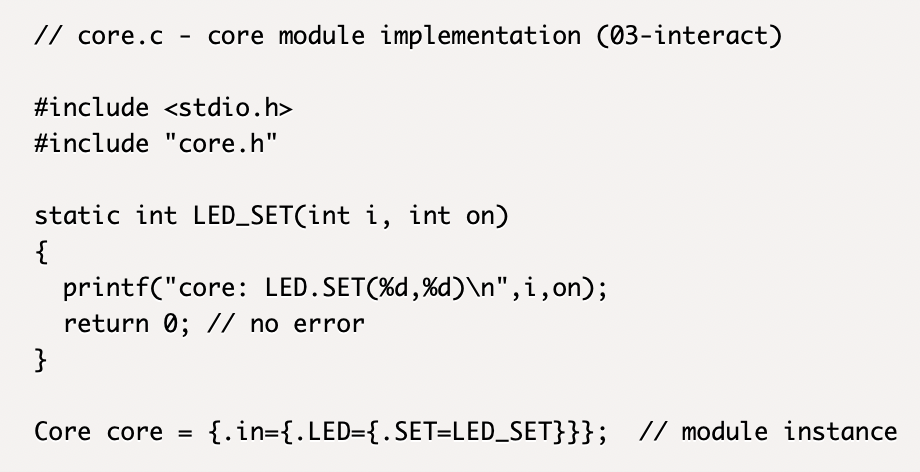 // core.c - core module implementation (03-interact)

#include <stdio.h>
#include "core.h"

static int LED_SET(int i, int on)
{
  printf("core: LED.SET(%d,%d)\n",i,on);
  return 0; // no error
}

Core core = {.in={.LED={.SET=LED_SET}}};  // module instance